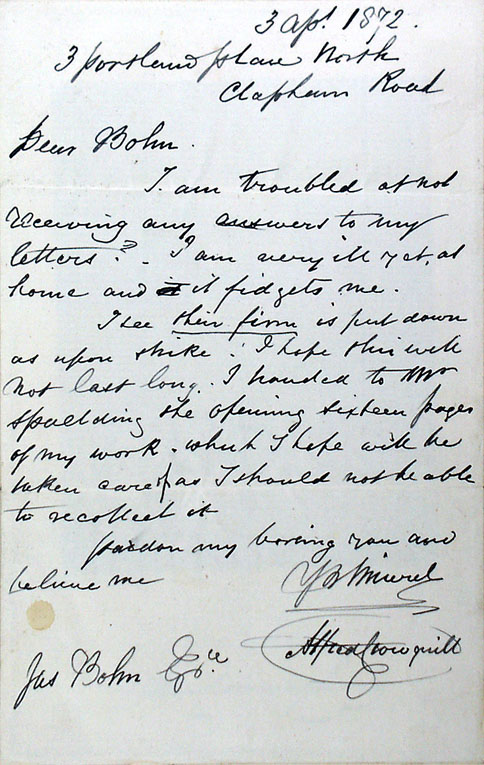 3 Apl. 1872.
3 Portland Place North
Clapham Road
Dear Bohn.
I am troubled at not
receiving any answers to my
letters?. I am very ill yet, at
home and it it fidgets me.
I see their firm is put down
as upon strike! I hope this will
not last long. I handed to Mr
Spaulding the opening sixteen pages
of my work. which I hope will be
taken care of as I should not be able
to recollect it
pardon my boring you and
believe me
Yrs
Alfred Crowquill
Jas Bohn Esqre